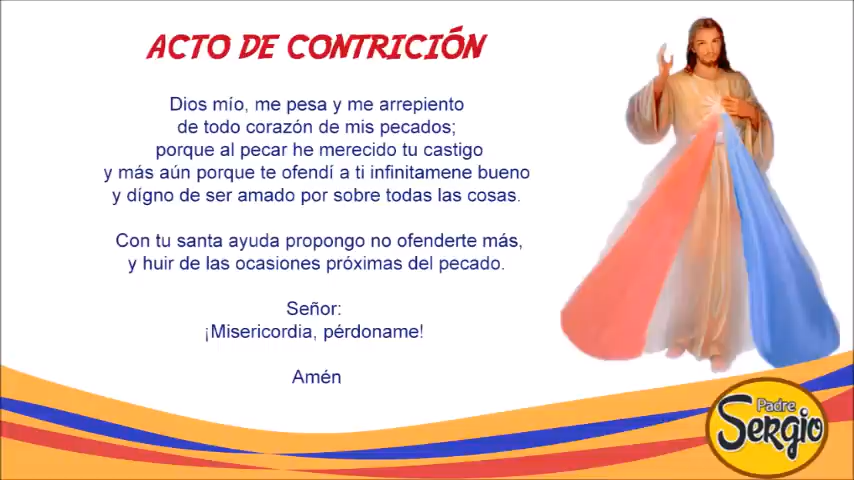 ACTO DE CONTRICIÓN
Dios mío, me pesa y me arrepiento
de todo corazón de mis pecados;
porque al pecar he merecido tu castigo
y más aún porque te ofendí a ti infinitamene bueno
y dígno de ser amado por sobre todas las cosas.
Con tu santa ayuda propongo no ofenderte más,
y huir de las ocasiones próximas del pecado.
Señor:
¡Misericordia, pérdoname!
Amén
Padre
Sergio